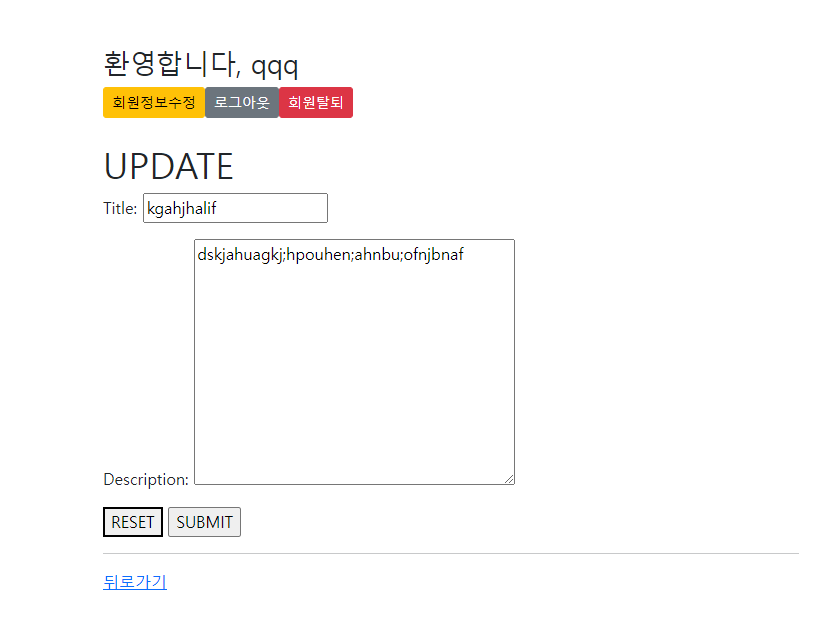 환영합니다, qqq
회원정보수정 로그아웃 회원탈퇴
UPDATE
Title: kgahjhalif
dskjahuagkj;hpouhen;ahnbu;ofnjbnaf
Description:
RESET SUBMIT
뒤로가기